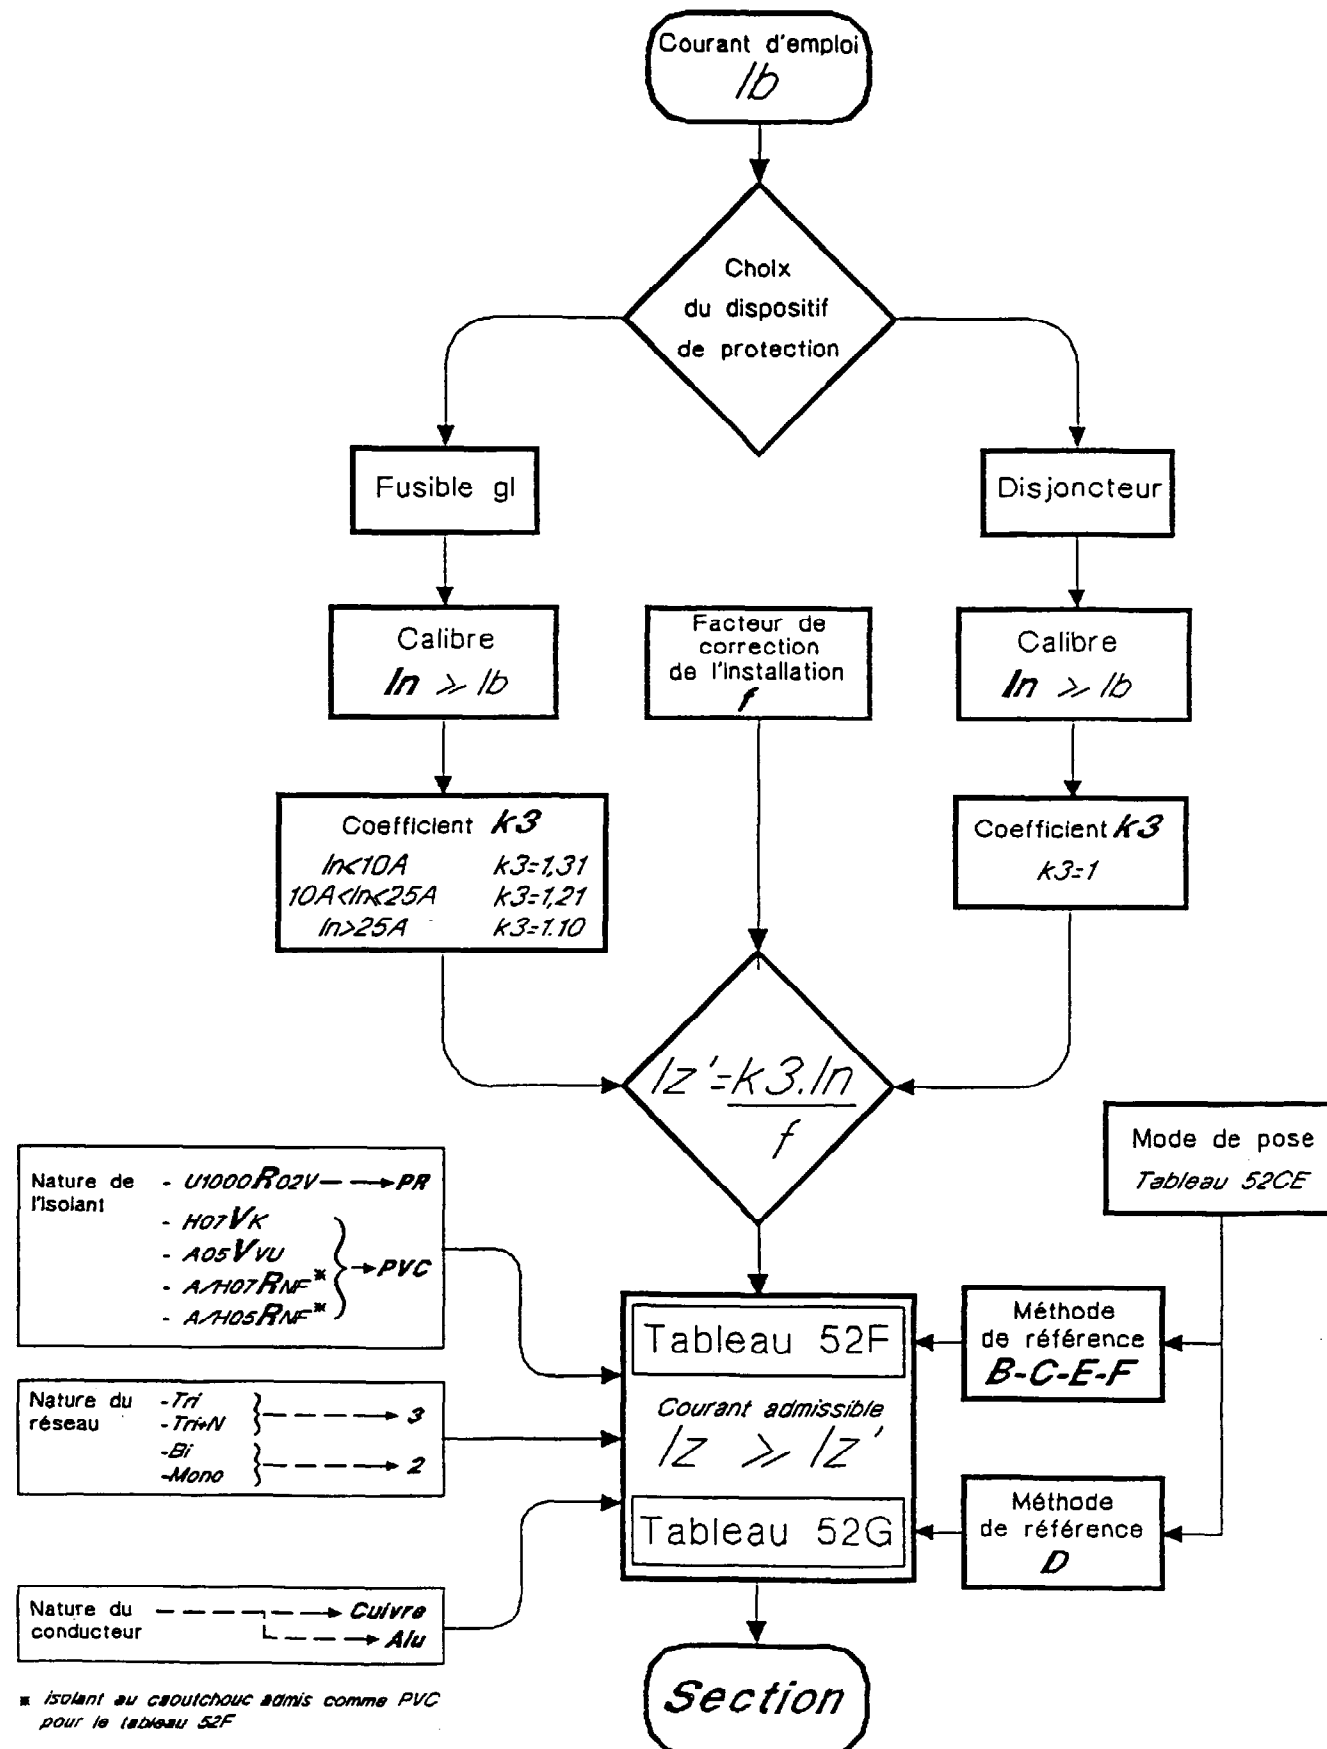 Courant d'emploi
Ib
Choix
du dispositif
de protection
Fusible gI
Disjoncteur
Calibre
In ⩾ Ib
Facteur de
correction
de l'Installation
f
Calibre
In ⩾ Ib
Coefficient k3
In<10A k3=1,31
10A<In<25A k3=1,21
In>25A k3=1.10
Coefficient k3
k3=1
Iz'=k3.In
f
Mode de pose
Tableau 52CE
Nature de
l'Isolant
- U1000R02V PR
- H07VK
- A05VVU
- A/H07RNF*
- A/H05RNF*
PVC
Tableau 52F
Méthode
de référence
B-C-E-F
Nature du
réseau
-Tri
-Tri+N
3
-Bi
-Mono
2
Courant admissible
Iz ⩾ Iz'
Tableau 52G
Méthode
de référence
D
Nature du
conducteur
Cuivre
Alu
* isolant au caoutchouc admis comme PVC
pour le tableau 52F
Section